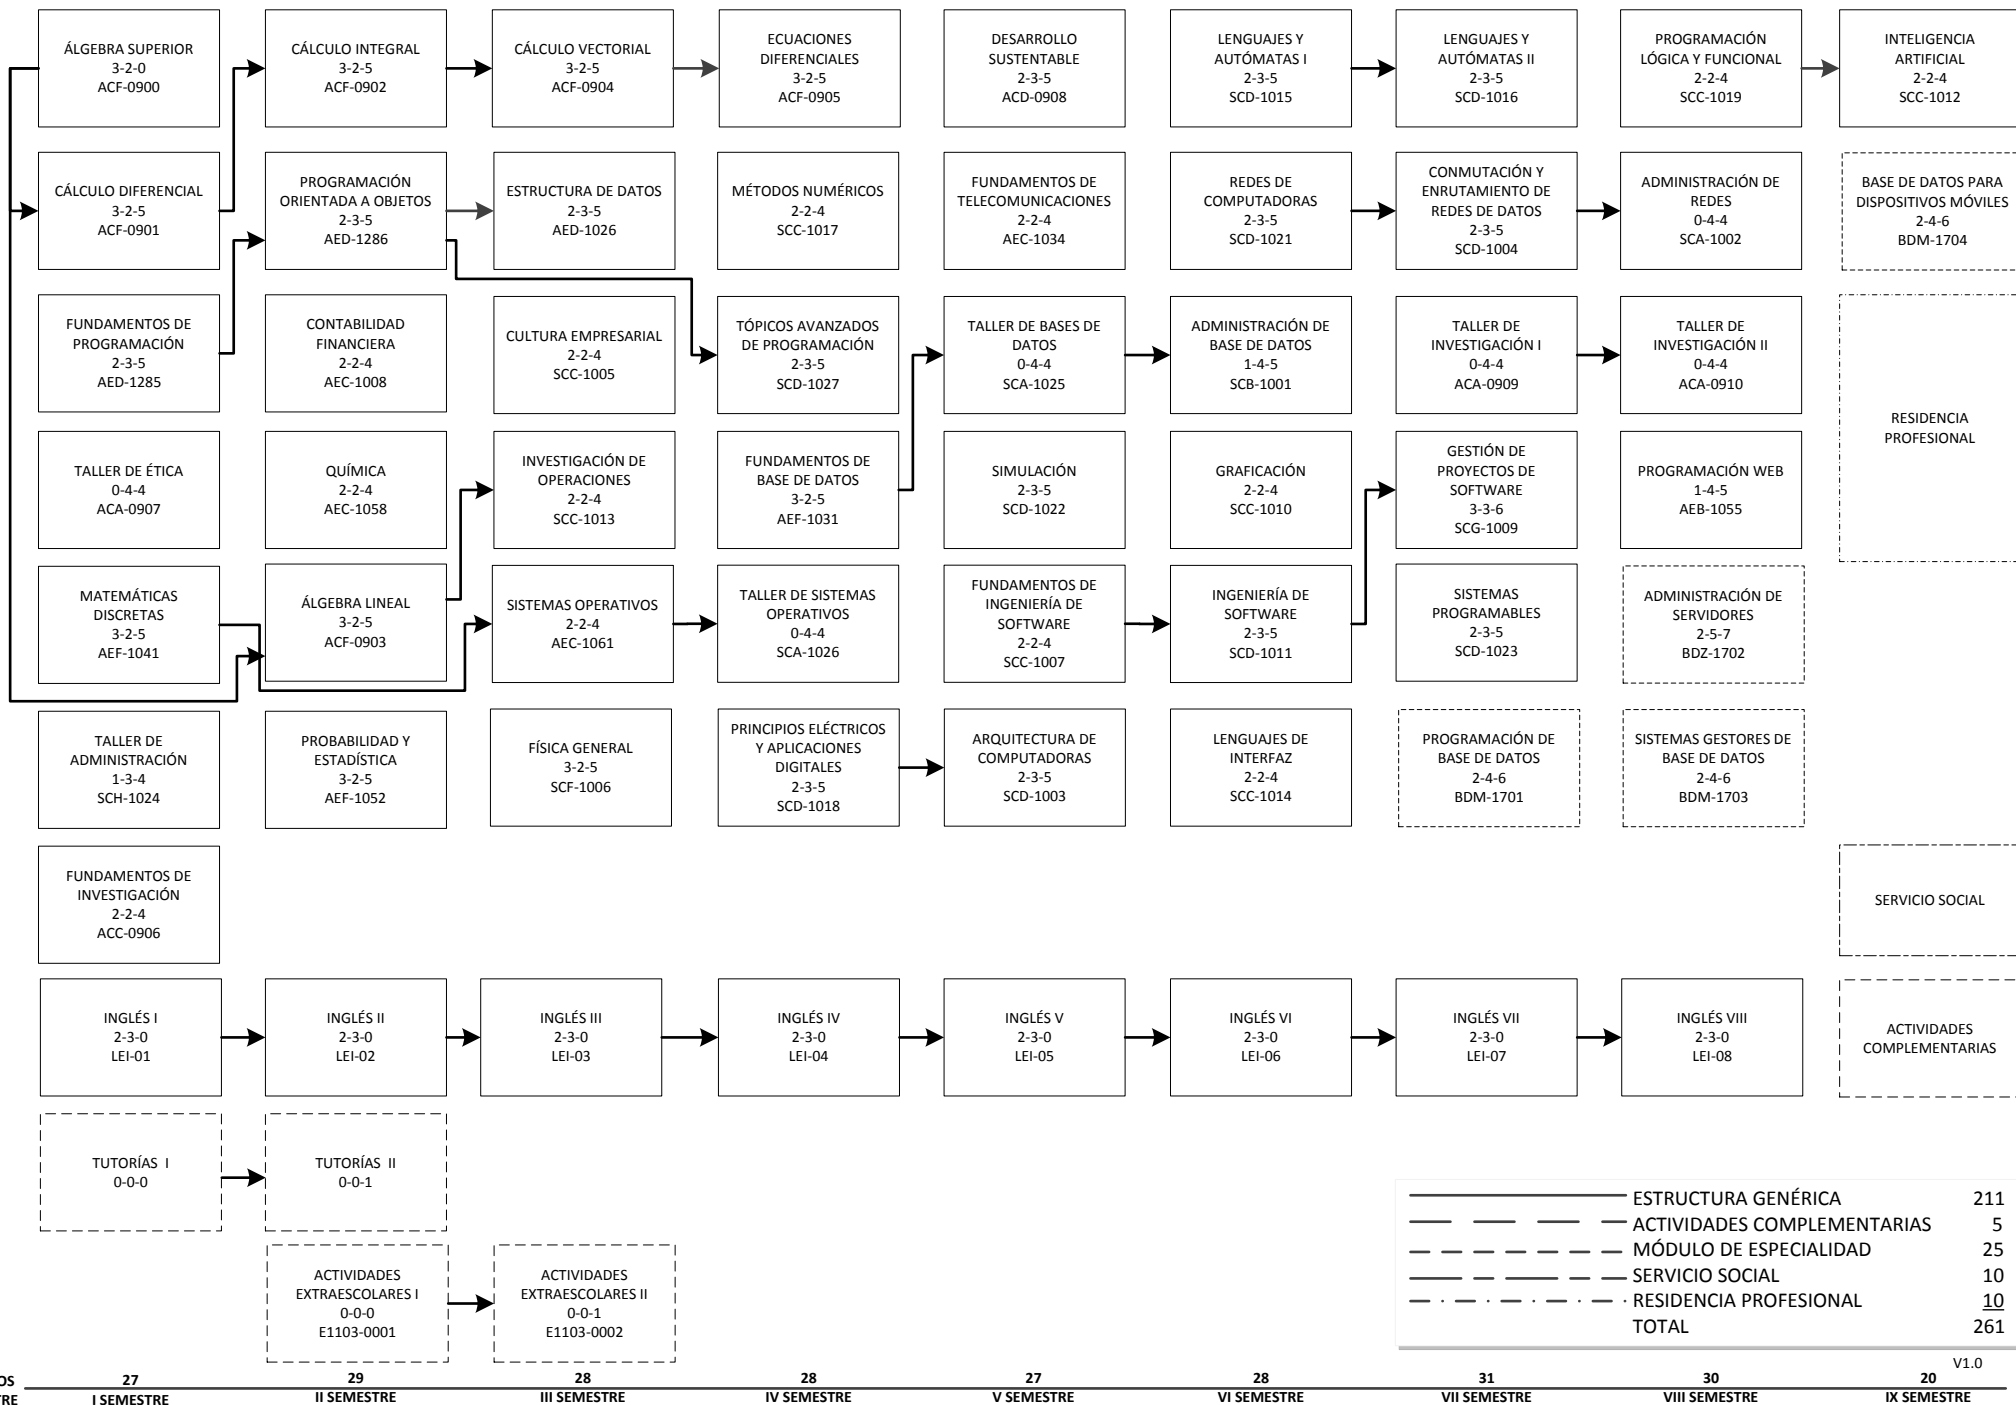 ÁLGEBRA SUPERIOR
3-2-0
ACF-0900
CÁLCULO INTEGRAL
3-2-5
ACF-0902
CÁLCULO VECTORIAL
3-2-5
ACF-0904
ECUACIONES
DIFERENCIALES
3-2-5
ACF-0905
DESARROLLO
SUSTENTABLE
2-3-5
ACD-0908
LENGUAJES Y
AUTÓMATAS I
2-3-5
SCD-1015
LENGUAJES Y
AUTÓMATAS II
2-3-5
SCD-1016
PROGRAMACIÓN
LÓGICA Y FUNCIONAL
2-2-4
SCC-1019
INTELIGENCIA
ARTIFICIAL
2-2-4
SCC-1012
CÁLCULO DIFERENCIAL
3-2-5
ACF-0901
PROGRAMACIÓN
ORIENTADA A OBJETOS
2-3-5
AED-1286
ESTRUCTURA DE DATOS
2-3-5
AED-1026
MÉTODOS NUMÉRICOS
2-2-4
SCC-1017
FUNDAMENTOS DE
TELECOMUNICACIONES
2-2-4
AEC-1034
REDES DE
COMPUTADORAS
2-3-5
SCD-1021
CONMUTACIÓN Y
ENRUTAMIENTO DE
REDES DE DATOS
2-3-5
SCD-1004
ADMINISTRACIÓN DE
REDES
0-4-4
SCA-1002
BASE DE DATOS PARA
DISPOSITIVOS MÓVILES
2-4-6
BDM-1704
FUNDAMENTOS DE
PROGRAMACIÓN
2-3-5
AED-1285
CONTABILIDAD
FINANCIERA
2-2-4
AEC-1008
CULTURA EMPRESARIAL
2-2-4
SCC-1005
TÓPICOS AVANZADOS
DE PROGRAMACIÓN
2-3-5
SCD-1027
TALLER DE BASES DE
DATOS
0-4-4
SCA-1025
ADMINISTRACIÓN DE
BASE DE DATOS
1-4-5
SCB-1001
TALLER DE
INVESTIGACIÓN I
0-4-4
ACA-0909
TALLER DE
INVESTIGACIÓN II
0-4-4
ACA-0910
RESIDENCIA
PROFESIONAL
TALLER DE ÉTICA
0-4-4
ACA-0907
QUÍMICA
2-2-4
AEC-1058
INVESTIGACIÓN DE
OPERACIONES
2-2-4
SCC-1013
FUNDAMENTOS DE
BASE DE DATOS
3-2-5
AEF-1031
SIMULACIÓN
2-3-5
SCD-1022
GRAFICACIÓN
2-2-4
SCC-1010
GESTIÓN DE
PROYECTOS DE
SOFTWARE
3-3-6
SCG-1009
PROGRAMACIÓN WEB
1-4-5
AEB-1055
MATEMÁTICAS
DISCRETAS
3-2-5
AEF-1041
ÁLGEBRA LINEAL
3-2-5
ACF-0903
SISTEMAS OPERATIVOS
2-2-4
AEC-1061
TALLER DE SISTEMAS
OPERATIVOS
0-4-4
SCA-1026
FUNDAMENTOS DE
INGENIERÍA DE
SOFTWARE
2-2-4
SCC-1007
INGENIERÍA DE
SOFTWARE
2-3-5
SCD-1011
SISTEMAS
PROGRAMABLES
2-3-5
SCD-1023
ADMINISTRACIÓN DE
SERVIDORES
2-5-7
BDZ-1702
TALLER DE
ADMINISTRACIÓN
1-3-4
SCH-1024
PROBABILIDAD Y
ESTADÍSTICA
3-2-5
AEF-1052
FÍSICA GENERAL
3-2-5
SCF-1006
PRINCIPIOS ELÉCTRICOS
Y APLICACIONES
DIGITALES
2-3-5
SCD-1018
ARQUITECTURA DE
COMPUTADORAS
2-3-5
SCD-1003
LENGUAJES DE
INTERFAZ
2-2-4
SCC-1014
PROGRAMACIÓN DE
BASE DE DATOS
2-4-6
BDM-1701
SISTEMAS GESTORES DE
BASE DE DATOS
2-4-6
BDM-1703
FUNDAMENTOS DE
INVESTIGACIÓN
2-2-4
ACC-0906
SERVICIO SOCIAL
INGLÉS I
2-3-0
LEI-01
INGLÉS II
2-3-0
LEI-02
INGLÉS III
2-3-0
LEI-03
INGLÉS IV
2-3-0
LEI-04
INGLÉS V
2-3-0
LEI-05
INGLÉS VI
2-3-0
LEI-06
INGLÉS VII
2-3-0
LEI-07
INGLÉS VIII
2-3-0
LEI-08
ACTIVIDADES
COMPLEMENTARIAS
TUTORÍAS I
0-0-0
TUTORÍAS II
0-0-1
ACTIVIDADES
EXTRAESCOLARES I
0-0-0
E1103-0001
ACTIVIDADES
EXTRAESCOLARES II
0-0-1
E1103-0002
ESTRUCTURA GENÉRICA 211
ACTIVIDADES COMPLEMENTARIAS 5
MÓDULO DE ESPECIALIDAD 25
SERVICIO SOCIAL 10
RESIDENCIA PROFESIONAL 10
TOTAL 261
V1.0
OS 27 29 28 28 27 28 31 30 20
TRE I SEMESTRE II SEMESTRE III SEMESTRE IV SEMESTRE V SEMESTRE VI SEMESTRE VII SEMESTRE VIII SEMESTRE IX SEMESTRE